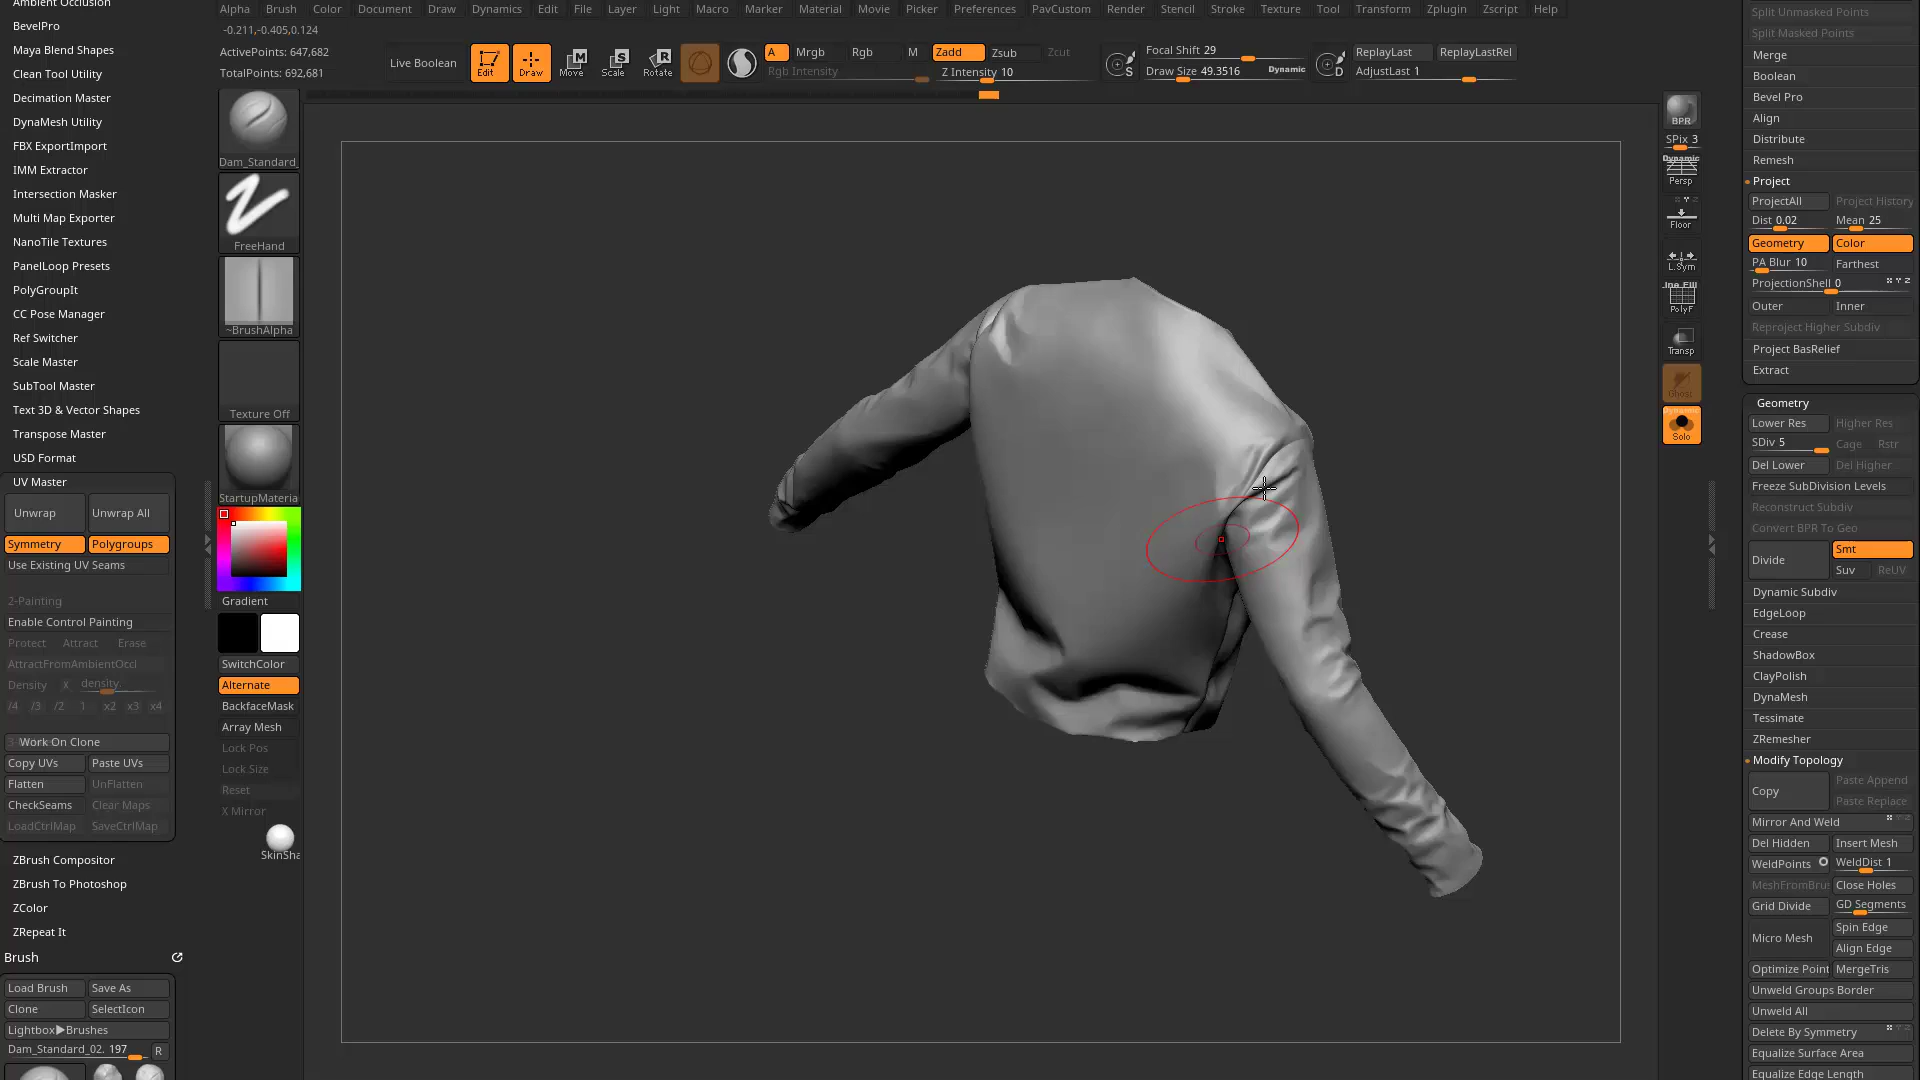 Alpha Brush Color Document Draw Dynamics Edit File Layer Light Macro Marker Material Movie Picker Preferences PavCustom Render Stencil Stroke Texture Tool Transform Zplugin Zscript Help
-0.211,-0.405,0.124
ActivePoints: 647,682
TotalPoints: 692,681
Live Boolean
Edit
Draw
Move
Scale
Rotate
A Mrgb Rgb M Zadd Zsub Zcut
Rgb Intensity Z Intensity 10
S
Focal Shift 29
Draw Size 49.3516 Dynamic
D
ReplayLast ReplayLastRel
AdjustLast 1
Ambient Occlusion
BevelPro
Maya Blend Shapes
Clean Tool Utility
Decimation Master
DynaMesh Utility
FBX ExportImport
IMM Extractor
Intersection Masker
Multi Map Exporter
NanoTile Textures
PanelLoop Presets
PolyGroupIt
CC Pose Manager
Ref Switcher
Scale Master
SubTool Master
Text 3D & Vector Shapes
Transpose Master
USD Format
UV Master
Unwrap Unwrap All
Symmetry Polygroups
Use Existing UV Seams
2-Painting
Enable Control Painting
Protect Attract Erase
AttractFromAmbientOccl
Density x density.
/4 /3 /2 1 x2 x3 x4
Work On Clone
Copy UVs Paste UVs
Flatten UnFlatten
CheckSeams Clear Maps
LoadCtrlMap SaveCtrlMap
ZBrush Compositor
ZBrush To Photoshop
ZColor
ZRepeat It
Brush
Load Brush Save As
Clone SelectIcon
Lightbox▶Brushes
Dam_Standard_02. 197 R
Dam_Standard_
FreeHand
~BrushAlpha
Texture Off
StartupMateria
Gradient
SwitchColor
Alternate
BackfaceMask
Array Mesh
Lock Pos
Lock Size
Reset
X Mirror
SkinSha
BPR
SPix 3
Dynamic
Persp
Floor
L.Sym
PolyF
Transp
Ghost
Dynamic
Solo
Split Unmasked Points
Split Masked Points
Merge
Boolean
Bevel Pro
Align
Distribute
Remesh
Project
ProjectAll Project History
Dist 0.02 Mean 25
Geometry Color
PA Blur 10 Farthest
ProjectionShell 0 X Y Z
Outer Inner
Reproject Higher Subdiv
Project BasRelief
Extract
Geometry
Lower Res Higher Res
SDiv 5 Cage Rstr
Del Lower Del Higher
Freeze SubDivision Levels
Reconstruct Subdiv
Convert BPR To Geo
Divide Smt
Suv ReUV
Dynamic Subdiv
EdgeLoop
Crease
ShadowBox
ClayPolish
DynaMesh
Tessimate
ZRemesher
Modify Topology
Copy Paste Append
Paste Replace
Mirror And Weld
Del Hidden Insert Mesh
WeldPoints WeldDist 1
MeshFromBru Close Holes
Grid Divide GD Segments
Micro Mesh Spin Edge
Align Edge
Optimize Point MergeTris
Unweld Groups Border
Unweld All
Delete By Symmetry
Equalize Surface Area
Equalize Edge Length